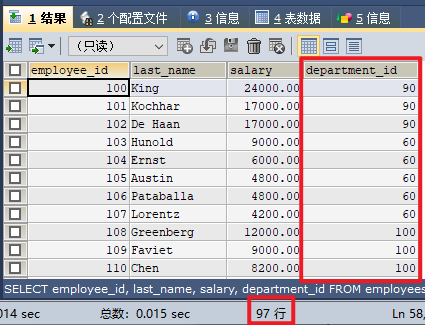 1 结果 2 个配置文件 3 信息 4 表数据 5 信息
（只读）
employee_id last_name salary department_id
100 King 24000.00 90
101 Kochhar 17000.00 90
102 De Haan 17000.00 90
103 Hunold 9000.00 60
104 Ernst 6000.00 60
105 Austin 4800.00 60
106 Pataballa 4800.00 60
107 Lorentz 4200.00 60
108 Greenberg 12000.00 100
109 Faviet 9000.00 100
110 Chen 8200.00 100
SELECT employee_id, last_name, salary, department_id FROM employees
014 sec 总数: 0.015 sec 97 行 Ln 58,